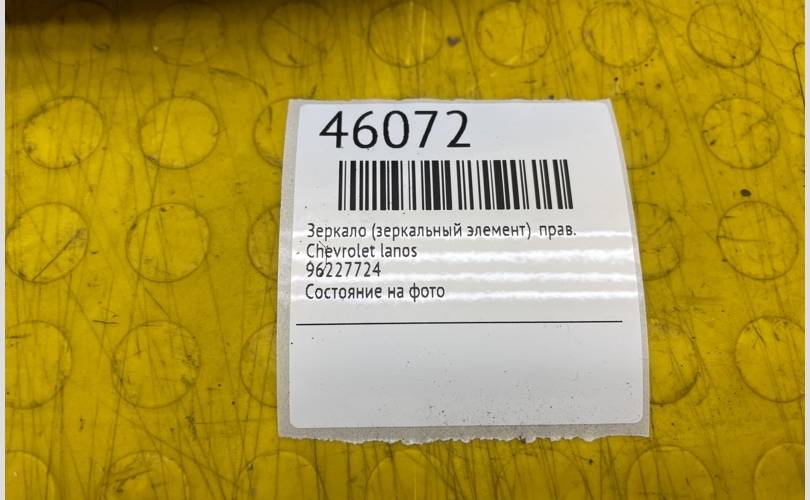 46072
Зеркало (зеркальный элемент) прав.
Chevrolet lanos
96227724
Состояние на фото